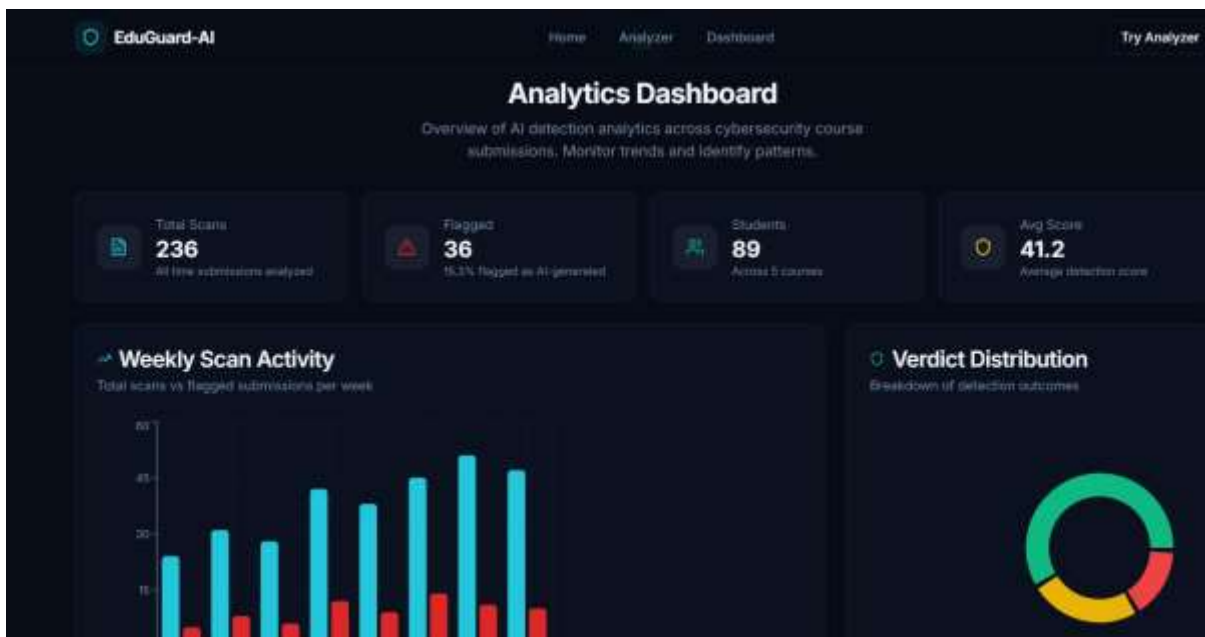 EduGuard-AI
Home Analyzer Dashboard
Try Analyzer
Analytics Dashboard
Overview of AI detection analytics across cybersecurity course
submissions. Monitor trends and identify patterns.
Total Scans
236
All time submissions analyzed
Flagged
36
15.3% flagged as AI-generated
Students
89
Across 5 courses
Avg Score
41.2
Average detection score
Weekly Scan Activity
Total scans vs flagged submissions per week
Verdict Distribution
Breakdown of detection outcomes
60
45
30
15